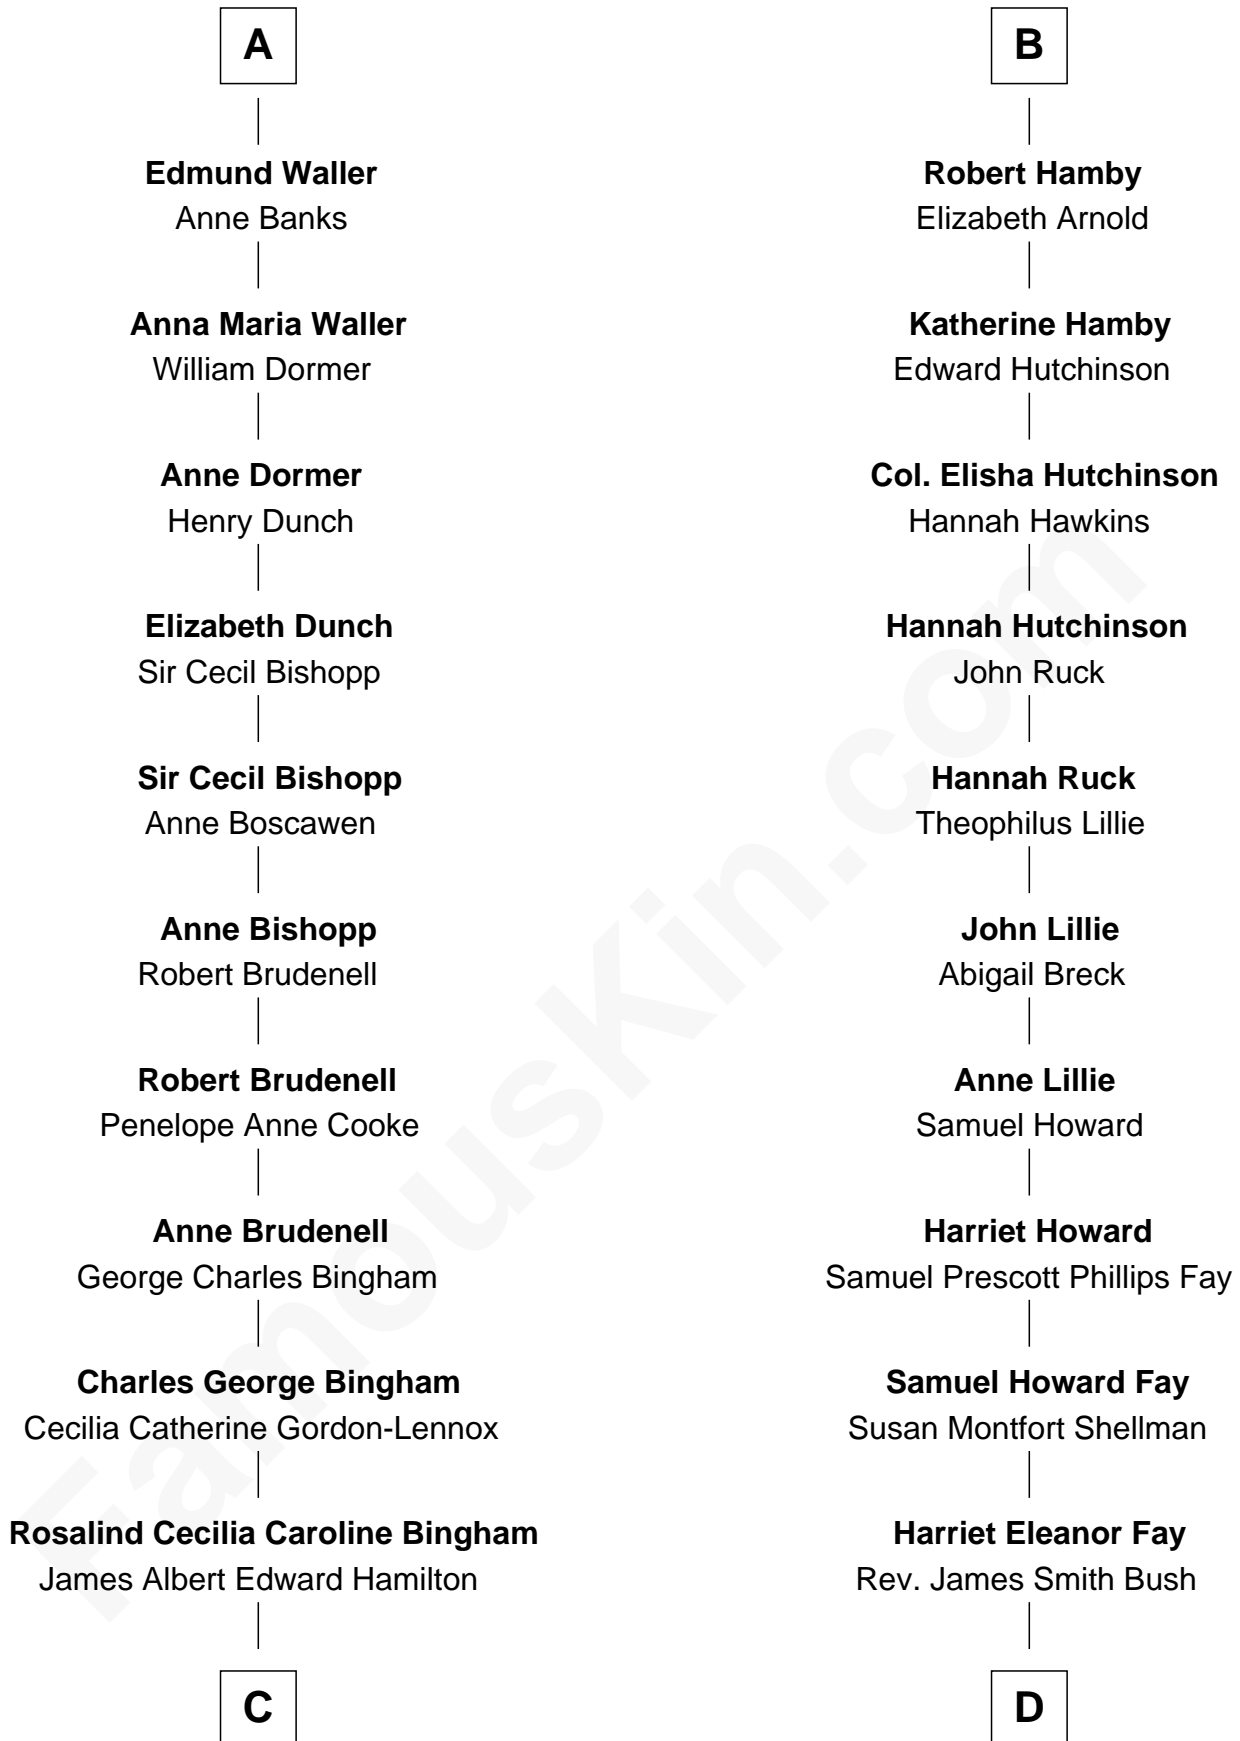 A
Edmund Waller
Anne Banks
Anna Maria Waller
William Dormer
Anne Dormer
Henry Dunch
Elizabeth Dunch
Sir Cecil Bishopp
Sir Cecil Bishopp
Anne Boscawen
Anne Bishopp
Robert Brudenell
Robert Brudenell
Penelope Anne Cooke
Anne Brudenell
George Charles Bingham
Charles George Bingham
Cecilia Catherine Gordon-Lennox
Rosalind Cecilia Caroline Bingham
James Albert Edward Hamilton
C
B
Robert Hamby
Elizabeth Arnold
Katherine Hamby
Edward Hutchinson
Col. Elisha Hutchinson
Hannah Hawkins
Hannah Hutchinson
John Ruck
Hannah Ruck
Theophilus Lillie
John Lillie
Abigail Breck
Anne Lillie
Samuel Howard
Harriet Howard
Samuel Prescott Phillips Fay
Samuel Howard Fay
Susan Montfort Shellman
Harriet Eleanor Fay
Rev. James Smith Bush
D
FamousKin.com